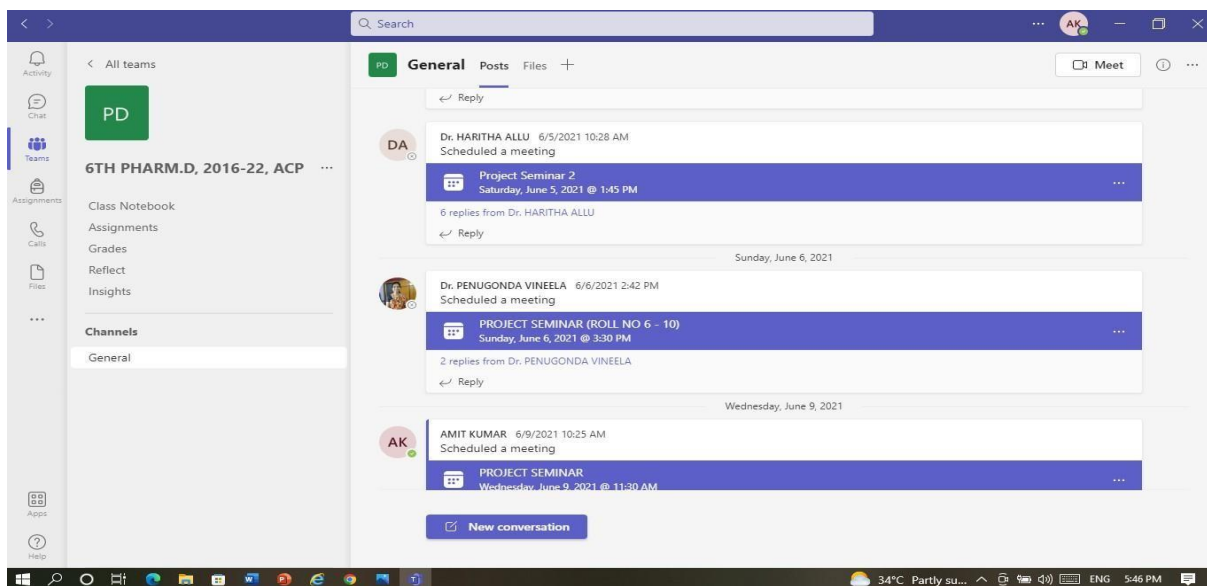 Search
AK
Activity
Chat
Teams
Assignments
Calls
Files
Apps
Help
All teams
PD
6TH PHARM.D, 2016-22, ACP
Class Notebook
Assignments
Grades
Reflect
Insights
Channels
General
PD General Posts Files
Meet
Reply
DA
Dr. HARITHA ALLU 6/5/2021 10:28 AM
Scheduled a meeting
Project Seminar 2
Saturday, June 5, 2021 @ 1:45 PM
6 replies from Dr. HARITHA ALLU
Reply
Sunday, June 6, 2021
Dr. PENUGONDA VINEELA 6/6/2021 2:42 PM
Scheduled a meeting
PROJECT SEMINAR (ROLL NO 6 - 10)
Sunday, June 6, 2021 @ 3:30 PM
2 replies from Dr. PENUGONDA VINEELA
Reply
Wednesday, June 9, 2021
AK
AMIT KUMAR 6/9/2021 10:25 AM
Scheduled a meeting
PROJECT SEMINAR
Wednesday, June 9, 2021 @ 11:30 AM
New conversation
34°C Partly su... ENG 5:46 PM